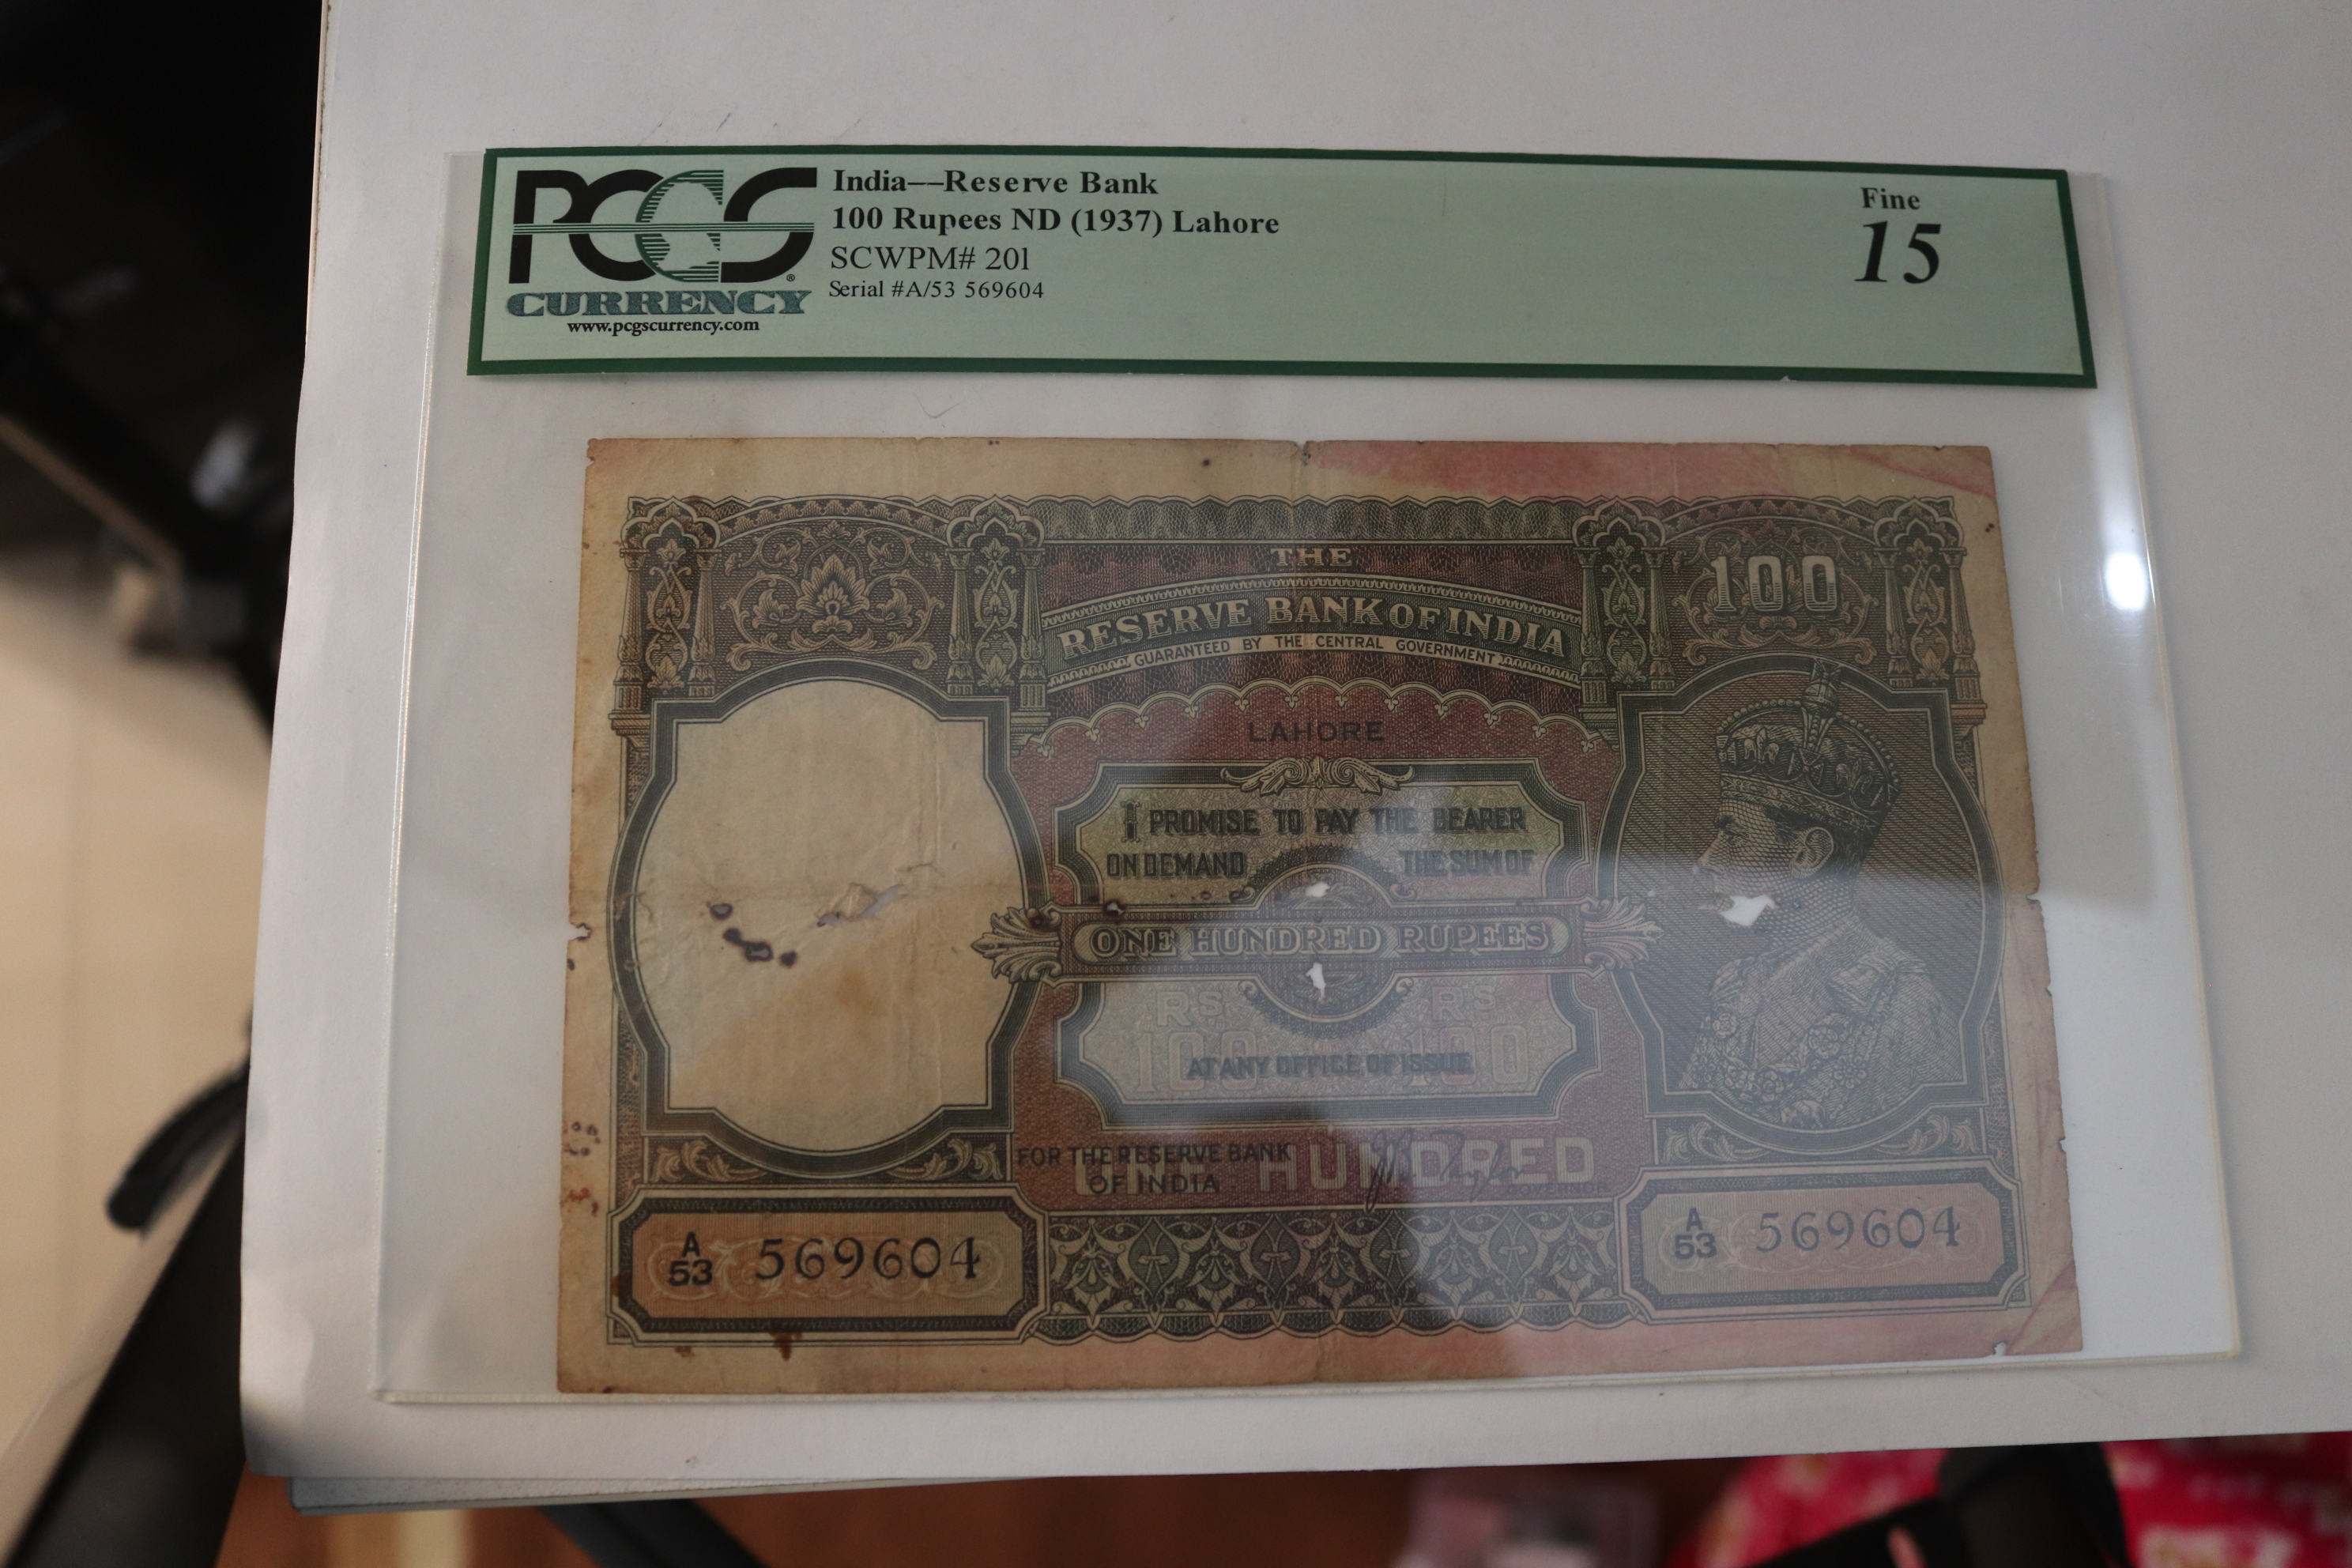 PCGS
CURRENCY
www.pcgscurrency.com
India—Reserve Bank
100 Rupees ND (1937) Lahore
SCWPM# 20l
Serial #A/53 569604
Fine
15
THE
RESERVE BANK OF INDIA
GUARANTEED BY THE CENTRAL GOVERNMENT
100
LAHORE
I PROMISE TO PAY THE BEARER
ON DEMAND THE SUM OF
ONE HUNDRED RUPEES
RS RS
100 100
AT ANY OFFICE OF ISSUE
ONE HUNDRED
FOR THE RESERVE BANK
OF INDIA
GOVERNOR
A
53 569604
A
53 569604